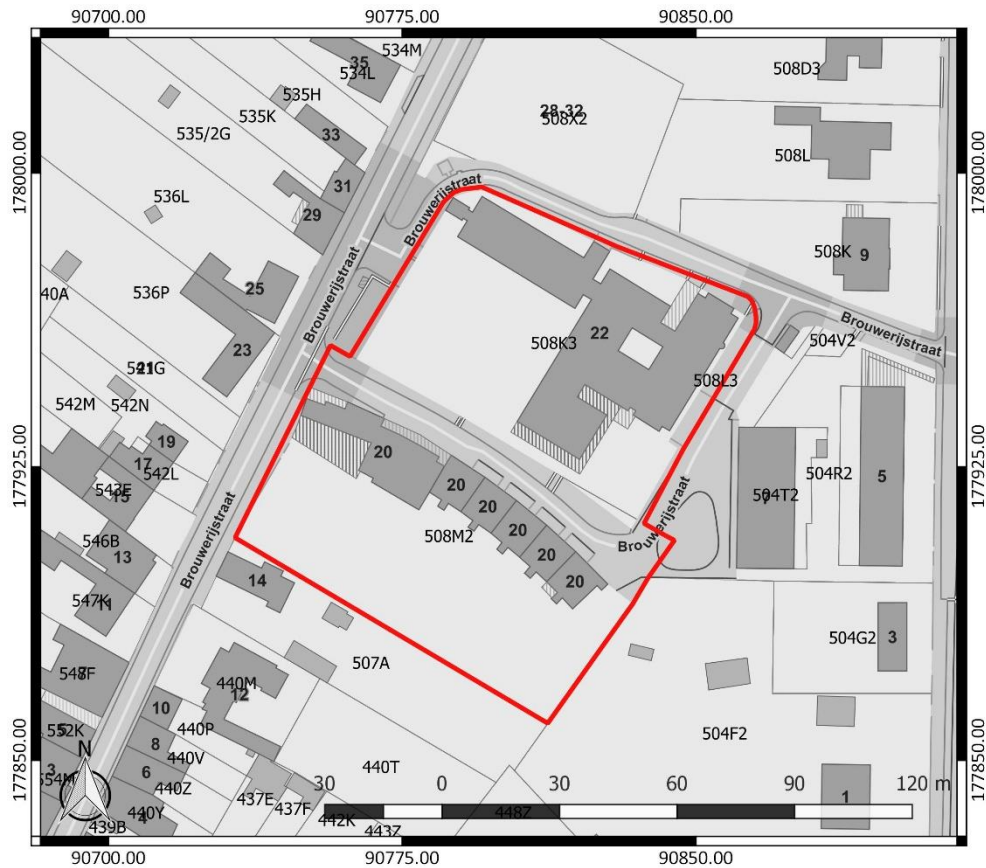 90700.00
90775.00
90850.00
178000.00
178000.00
177925.00
177925.00
177850.00
177850.00
534M
35
534L
535H
535K
33
535/2G
28-32
508X2
508D3
508L
536L
31
29
Brouwerijstraat
508K
9
25
536P
40A
23
Brouwerijstraat
22
508K3
508L3
504V2
Brouwerijstraat
21
541G
542M
542N
19
17
542L
543E
15
20
20
20
20
20
20
508M2
504T2
7
504R2
5
546B
13
547K
11
14
Brouwerijstraat
Brouwerijstraat
507A
504G2
3
548F
440M
12
10
440P
552K
8
440V
3
554M
6
440Z
440Y
4
439B
437E
437F
440T
504F2
442K
443Z
448Z
1
N
30 0 30 60 90 120 m
90700.00
90775.00
90850.00